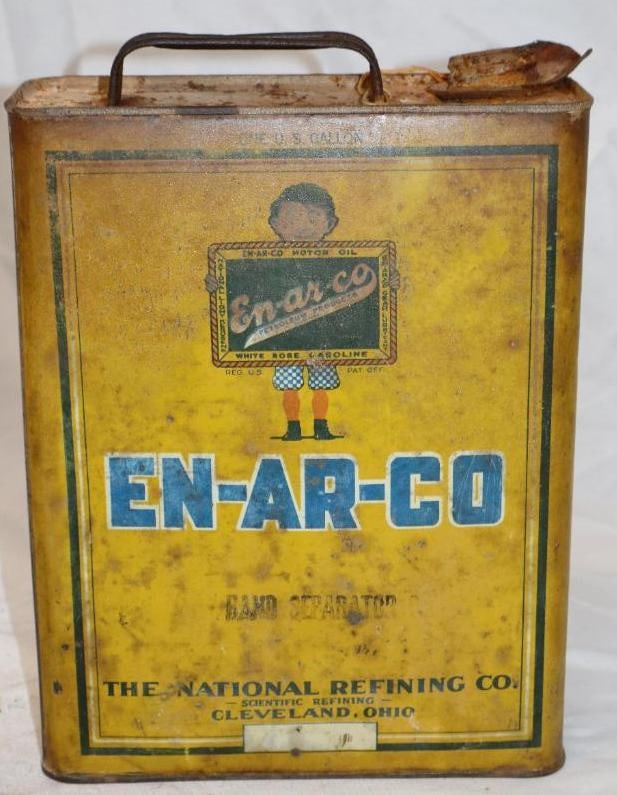 ONE U.S. GALLON
EN-AR-CO MOTOR OIL
En-ar-co
PETROLEUM PRODUCTS
WHITE ROSE GASOLINE
REG. U.S. PAT. OFF.
EN-AR-CO
HAND SEPARATOR
THE NATIONAL REFINING CO.
SCIENTIFIC REFINING
CLEVELAND, OHIO